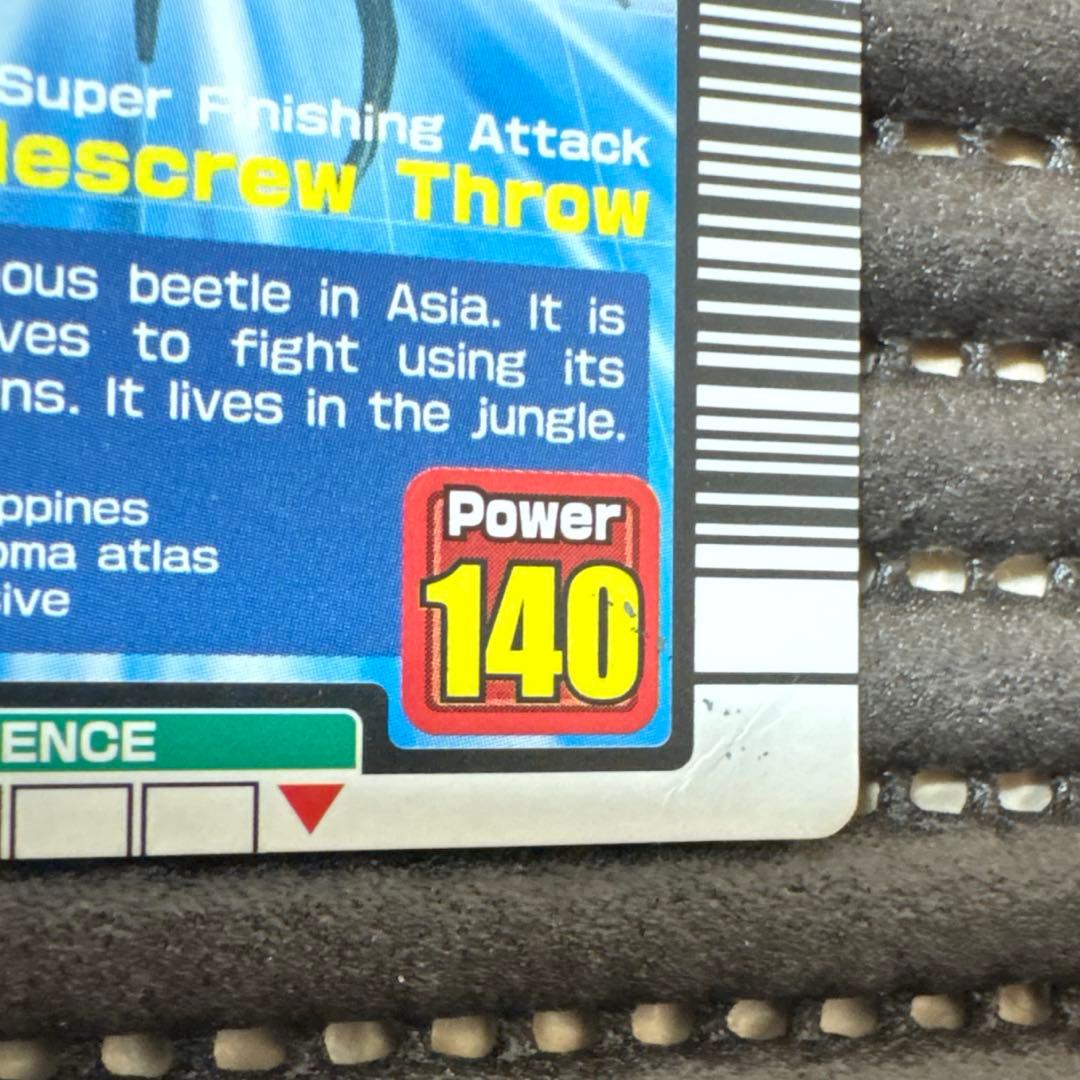 Super Finishing Attack
lescrew Throw
ous beetle in Asia. It is
ves to fight using its
ns. It lives in the jungle.
ppines
oma atlas
ive
Power
140
ENCE